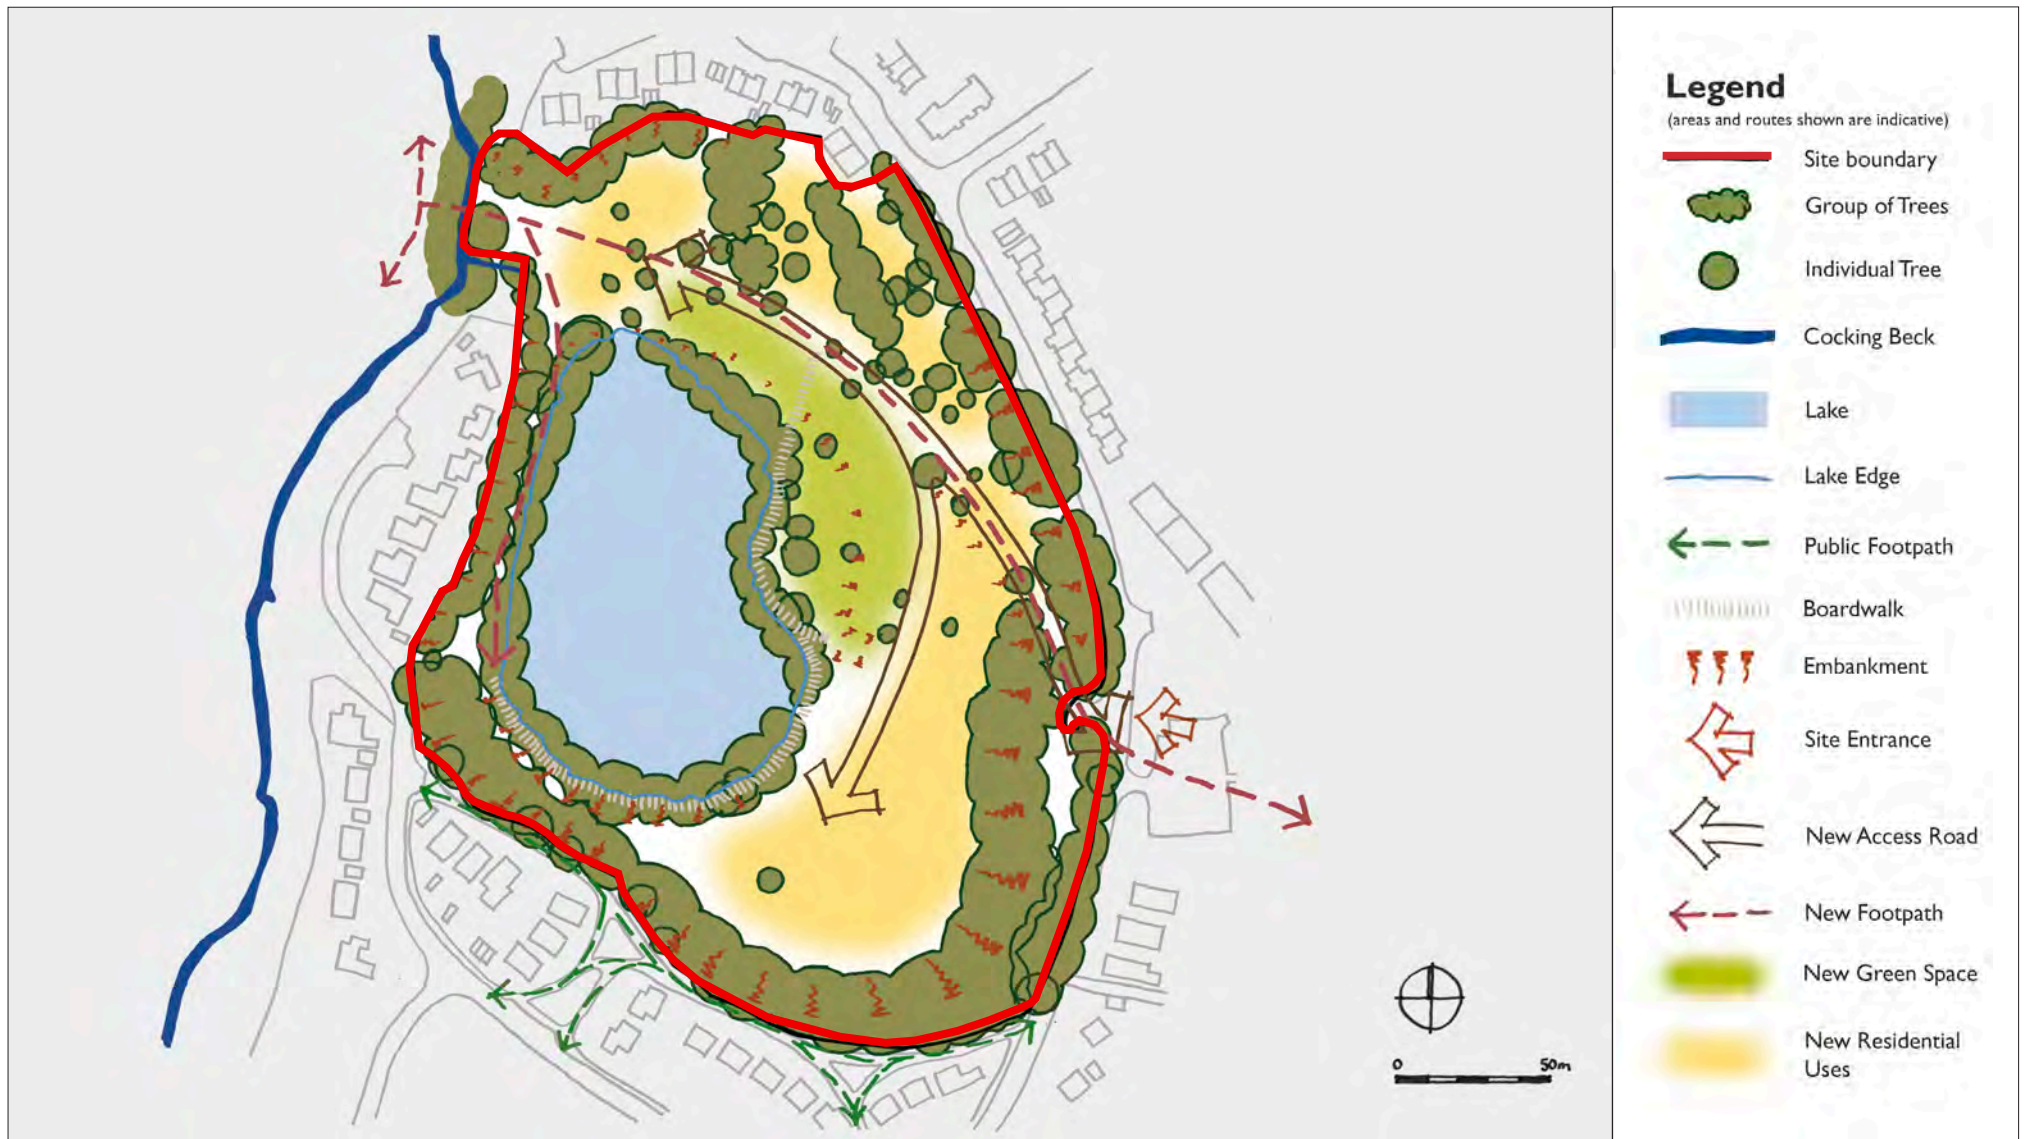 Legend
(areas and routes shown are indicative)
Site boundary
Group of Trees
Individual Tree
Cocking Beck
Lake
Lake Edge
Public Footpath
Boardwalk
Embankment
Site Entrance
New Access Road
New Footpath
New Green Space
New Residential
Uses
0 50m